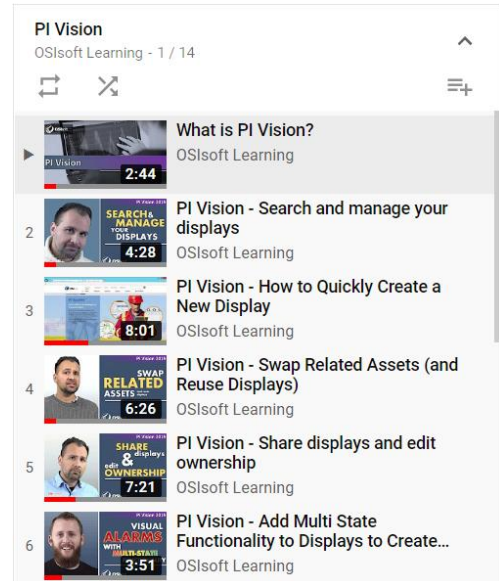 PI Vision
OSIsoft Learning - 1 / 14
What is PI Vision?
OSIsoft Learning
PI Vision
2:44
2
PI Vision - Search and manage your
displays
OSIsoft Learning
SEARCH&
MANAGE
YOUR
DISPLAYS
4:28
3
PI Vision - How to Quickly Create a
New Display
OSIsoft Learning
8:01
4
PI Vision - Swap Related Assets (and
Reuse Displays)
OSIsoft Learning
SWAP
RELATED
ASSETS
6:26
5
PI Vision - Share displays and edit
ownership
OSIsoft Learning
SHARE
displays
&
edit
OWNERSHIP
7:21
6
PI Vision - Add Multi State
Functionality to Displays to Create...
OSIsoft Learning
VISUAL
ALARMS
WITH
MULTI-STATE
3:51